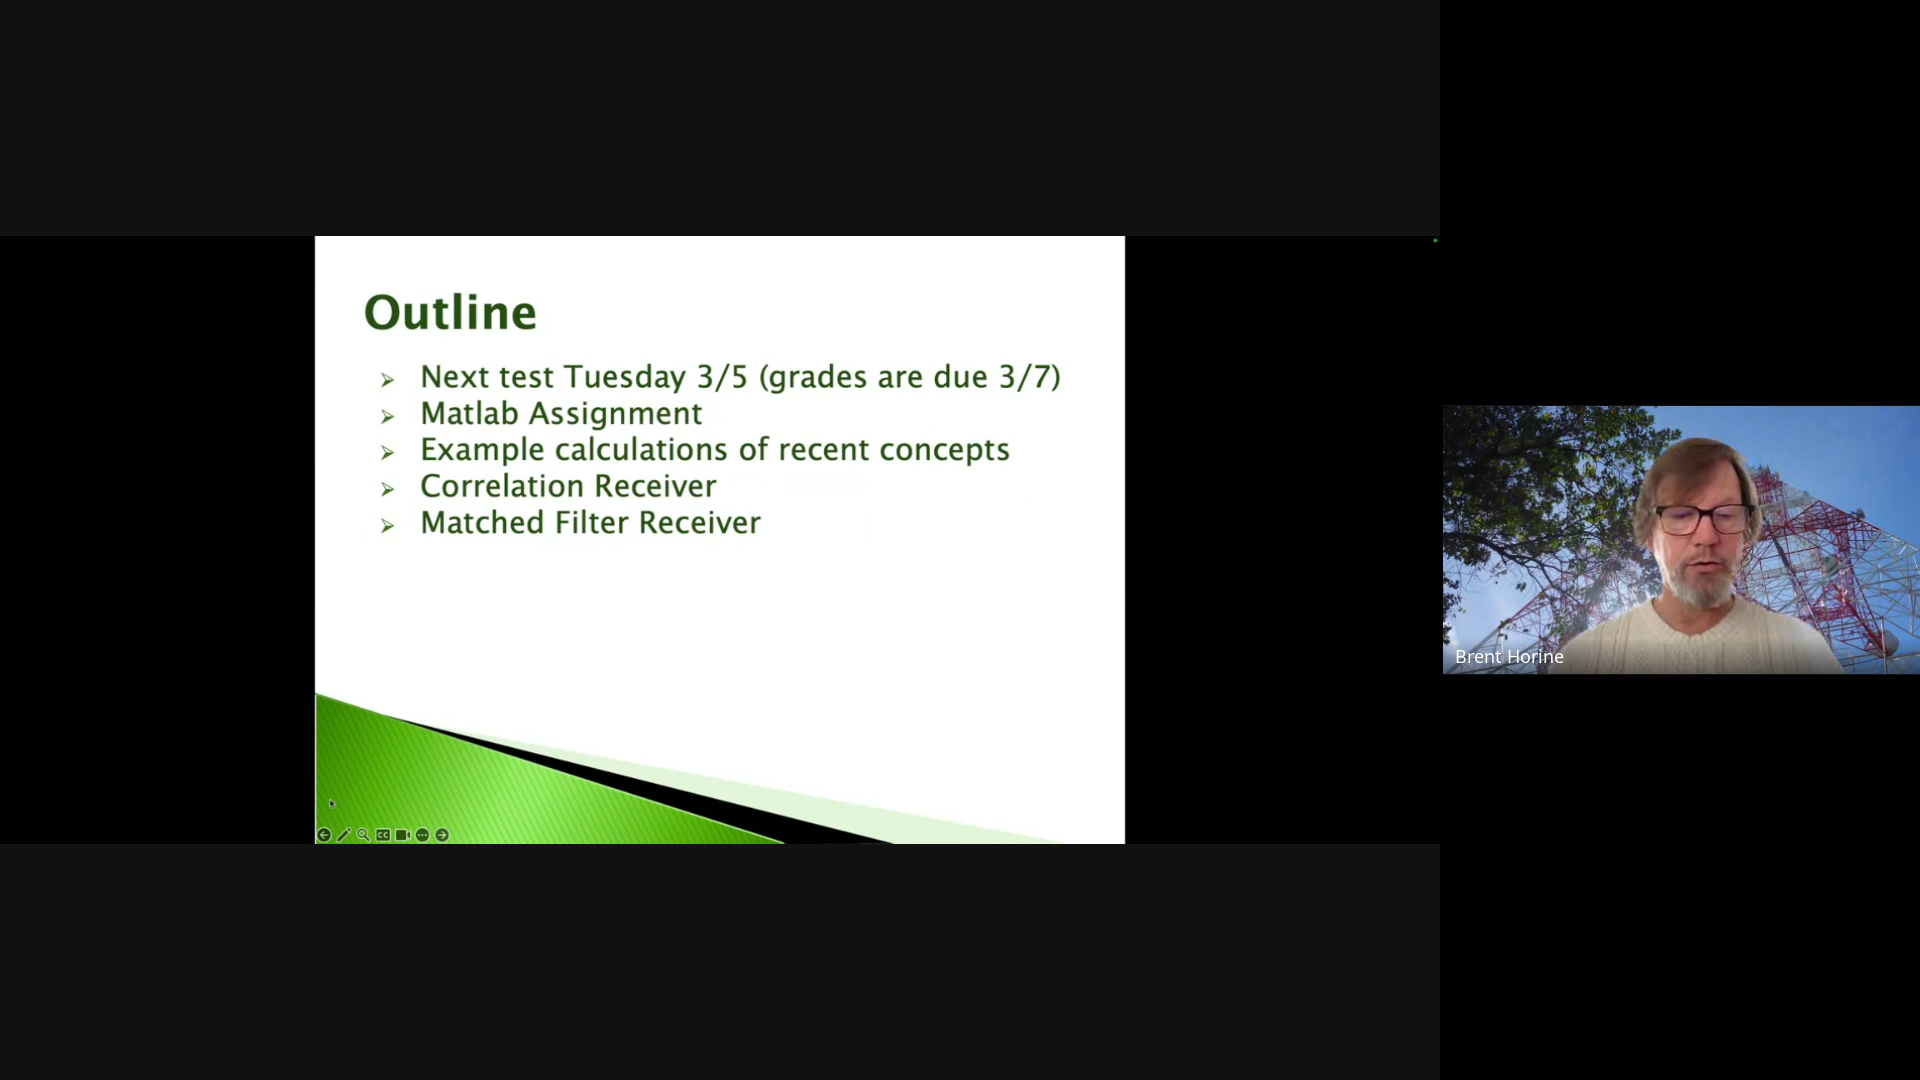 Outline
Next test Tuesday 3/5 (grades are due 3/7)
Matlab Assignment
Example calculations of recent concepts
Correlation Receiver
Matched Filter Receiver
CC
Brent Horine